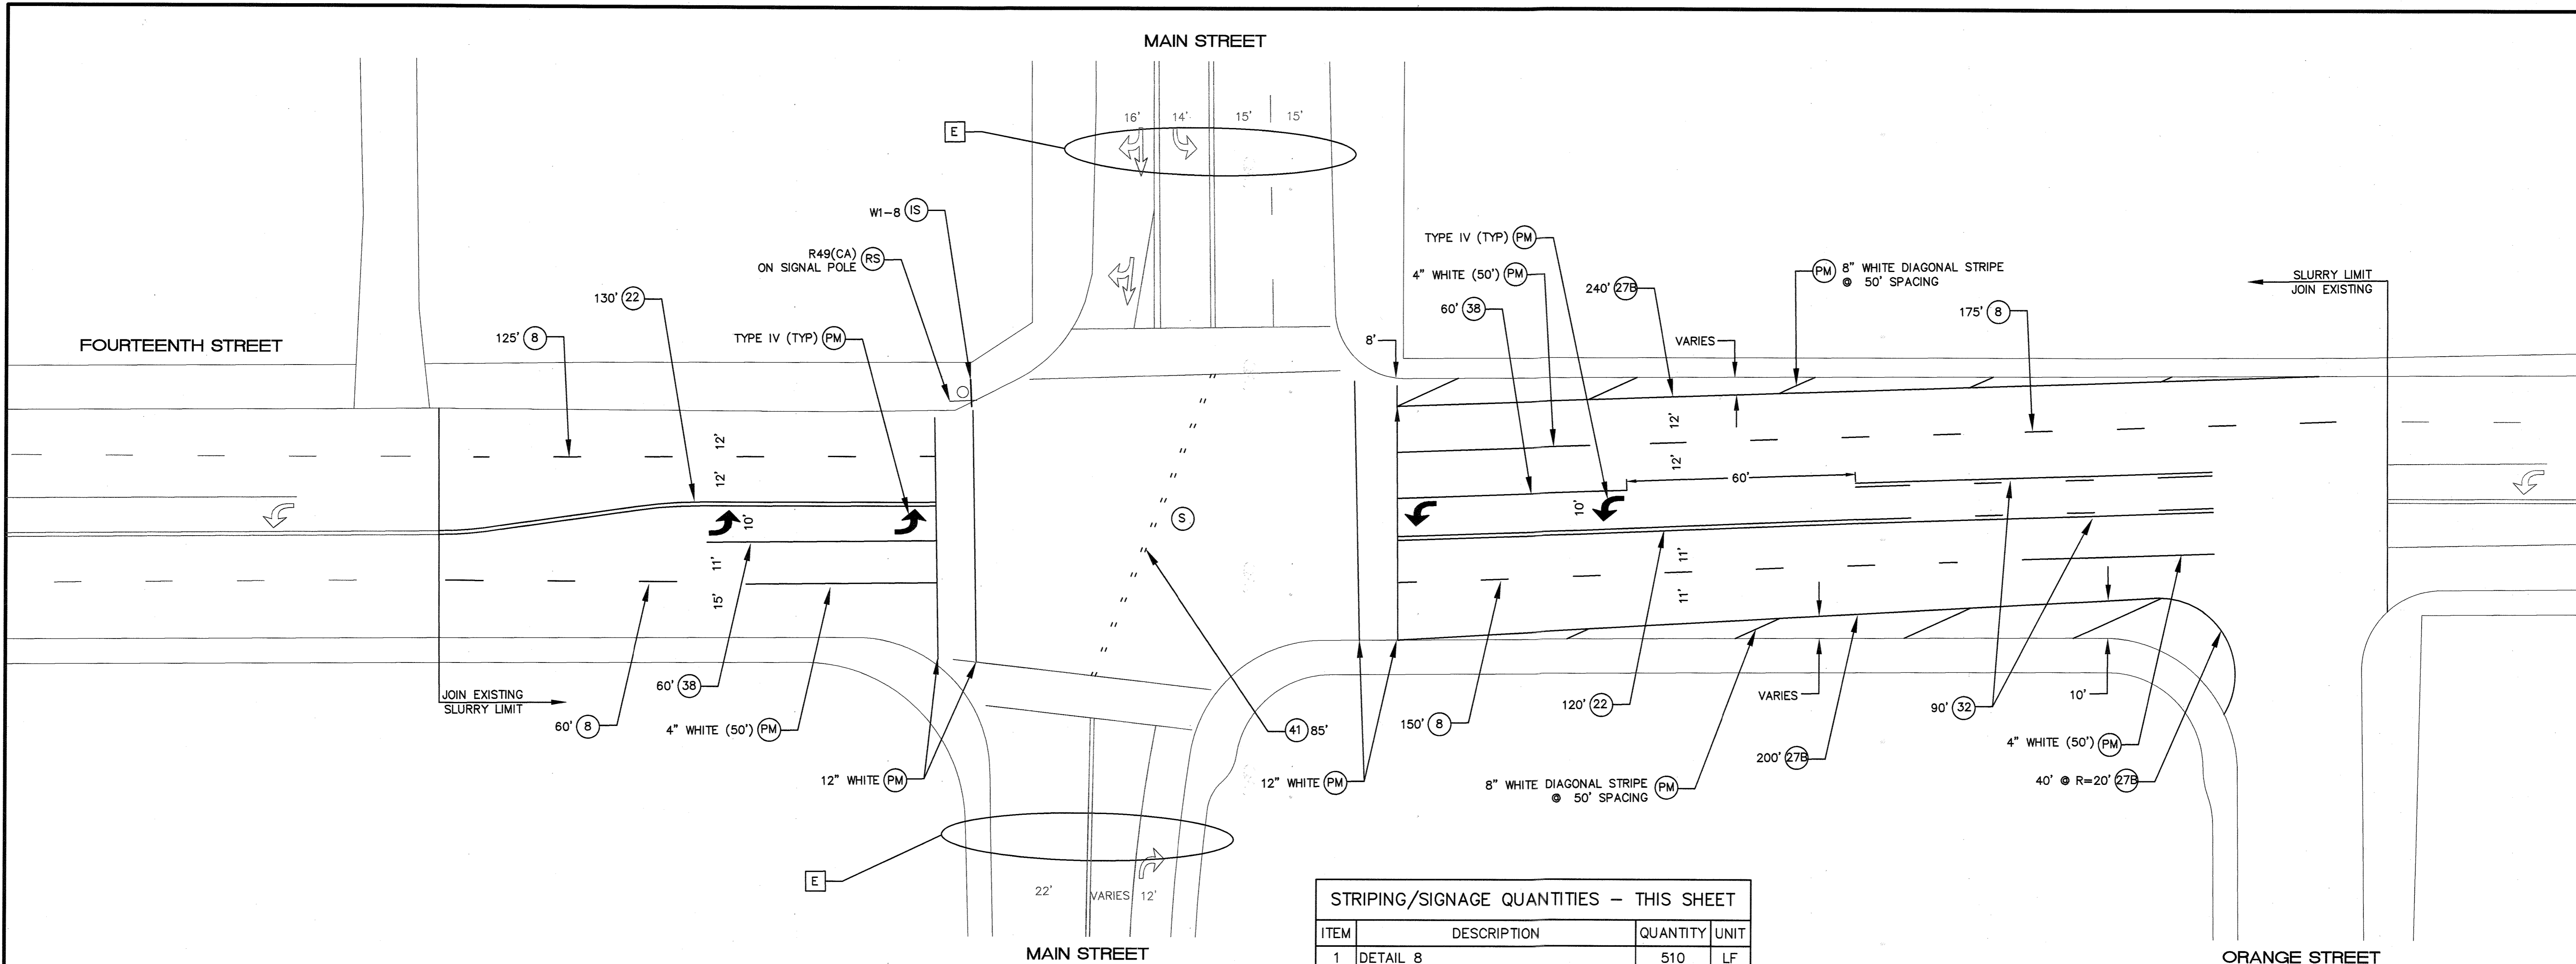 MAIN STREET
16' 14' 15' 15'
E
W1-8 IS
R49(CA)
ON SIGNAL POLE RS
TYPE IV (TYP) PM
4" WHITE (50') PM
240' 27B
PM 8" WHITE DIAGONAL STRIPE
@ 50' SPACING
SLURRY LIMIT
JOIN EXISTING
130' 22
60' 38
175' 8
FOURTEENTH STREET
125' 8
TYPE IV (TYP) PM
8'
VARIES
12'
12'
12'
12'
60'
10'
10'
S
11'
15'
11'
11'
JOIN EXISTING
SLURRY LIMIT
60' 38
60' 8
4" WHITE (50') PM
12" WHITE PM
41 85'
12" WHITE PM
150' 8
120' 22
VARIES
10'
90' 32
200' 27B
8" WHITE DIAGONAL STRIPE PM
@ 50' SPACING
4" WHITE (50') PM
40' @ R=20' 27B
E
22' VARIES 12'
MAIN STREET
ORANGE STREET
STRIPING/SIGNAGE QUANTITIES – THIS SHEET
ITEM DESCRIPTION QUANTITY UNIT
1 DETAIL 8 510 LF